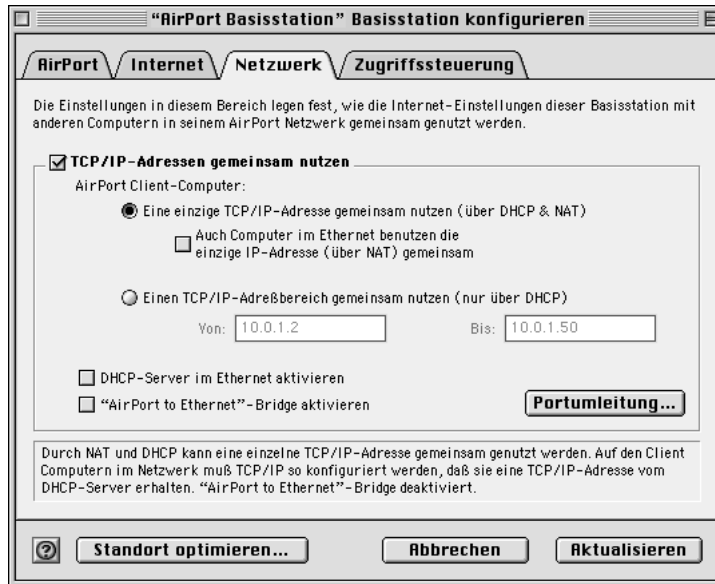 “AirPort Basisstation” Basisstation konfigurieren
AirPort Internet Netzwerk Zugriffssteuerung
Die Einstellungen in diesem Bereich legen fest, wie die Internet-Einstellungen dieser Basisstation mit
anderen Computern in seinem AirPort Netzwerk gemeinsam genutzt werden.
TCP/IP-Adressen gemeinsam nutzen
AirPort Client-Computer:
Eine einzige TCP/IP-Adresse gemeinsam nutzen (über DHCP & NAT)
Auch Computer im Ethernet benutzen die
einzige IP-Adresse (über NAT) gemeinsam
Einen TCP/IP-Adreßbereich gemeinsam nutzen (nur über DHCP)
Von: 10.0.1.2 Bis: 10.0.1.50
DHCP-Server im Ethernet aktivieren
“AirPort to Ethernet”-Bridge aktivieren
Portumleitung...
Durch NAT und DHCP kann eine einzelne TCP/IP-Adresse gemeinsam genutzt werden. Auf den Client
Computern im Netzwerk muß TCP/IP so konfiguriert werden, daß sie eine TCP/IP-Adresse vom
DHCP-Server erhalten. “AirPort to Ethernet”-Bridge deaktiviert.
? Standort optimieren... Abbrechen Aktualisieren